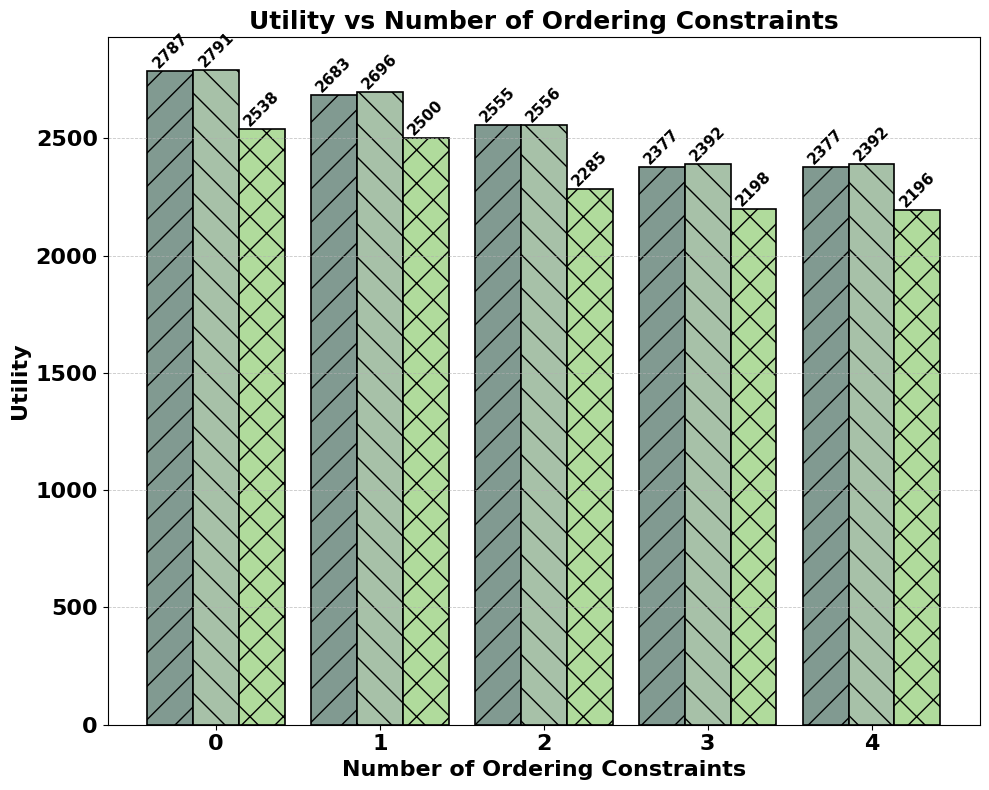 Utility vs Number of Ordering Constraints
2787 2791 2538 2683 2696 2500 2555 2556 2285 2377 2392 2198 2377 2392 2196
2500
2000
1500
1000
500
0
Utility
0 1 2 3 4
Number of Ordering Constraints